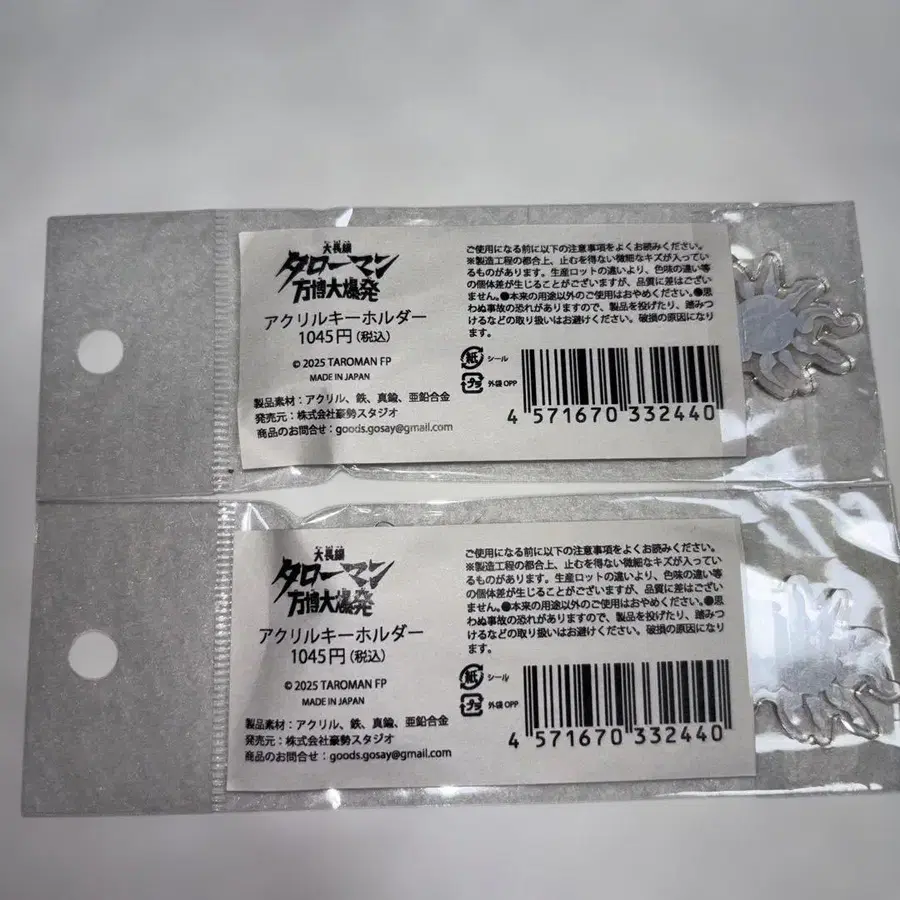 大長編
タローマン
万博大爆発
アクリルキーホルダー
1045円(税込)
© 2025 TAROMAN FP
MADE IN JAPAN
製品素材:アクリル、鉄、真鍮、亜鉛合金
発売元:株式会社豪勢スタジオ
商品のお問合せ:goods.gosay@gmail.com
ご使用になる前に以下の注意事項をよくお読みください。
※製造工程の都合上、止むを得ない微細なキズが入ってい
るものがあります。生産ロットの違いより、色味の違い等
の個体差が生じることがございますが、品質に差はござい
ません。●本来の用途以外のご使用はおやめください。●思
わぬ事故の恐れがありますので、製品を投げたり、踏みつ
けるなどの取り扱いはお避けください。破損の原因になり
ます。
紙 シール
プラ 外袋 OPP
4 571670 332440
大長編
タローマン
万博大爆発
アクリルキーホルダー
1045円(税込)
© 2025 TAROMAN FP
MADE IN JAPAN
製品素材:アクリル、鉄、真鍮、亜鉛合金
発売元:株式会社豪勢スタジオ
商品のお問合せ:goods.gosay@gmail.com
ご使用になる前に以下の注意事項をよくお読みください。
※製造工程の都合上、止むを得ない微細なキズが入ってい
るものがあります。生産ロットの違いより、色味の違い等
の個体差が生じることがございますが、品質に差はござい
ません。●本来の用途以外のご使用はおやめください。●思
わぬ事故の恐れがありますので、製品を投げたり、踏みつ
けるなどの取り扱いはお避けください。破損の原因になり
ます。
紙 シール
プラ 外袋 OPP
4 571670 332440